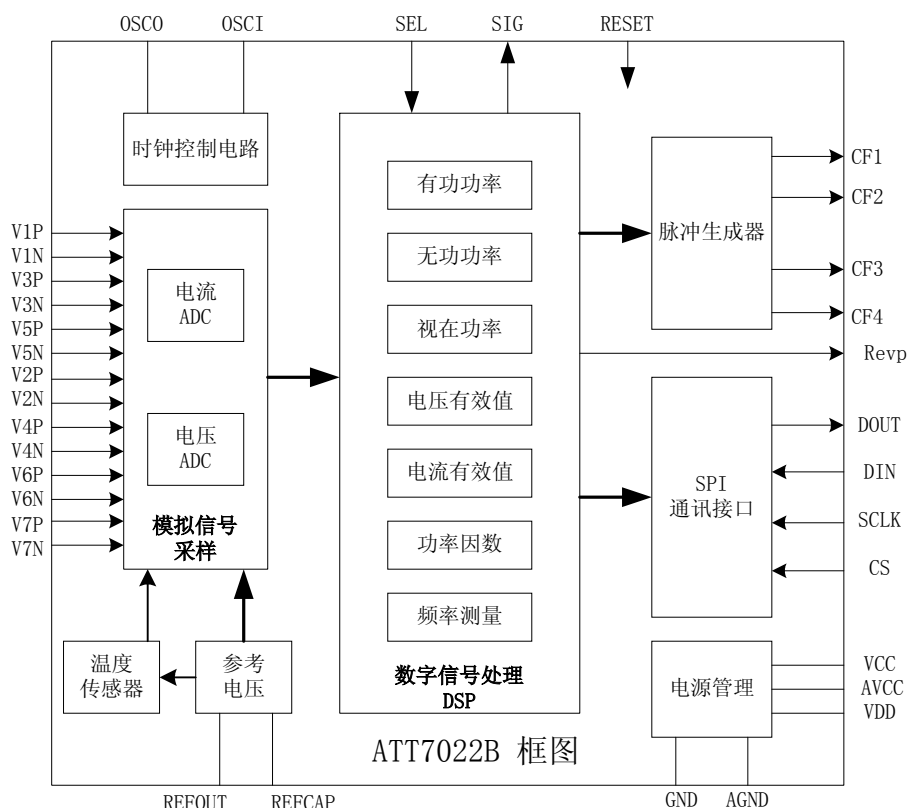 OSCO
OSCI
SEL
SIG
RESET
时钟控制电路
V1P
V1N
V3P
V3N
V5P
V5N
V2P
V2N
V4P
V4N
V6P
V6N
V7P
V7N
电流
ADC
电压
ADC
模拟信号
采样
温度
传感器
参考
电压
REFOUT
REFCAP
有功功率
无功功率
视在功率
电压有效值
电流有效值
功率因数
频率测量
数字信号处理
DSP
脉冲生成器
CF1
CF2
CF3
CF4
Revp
SPI
通讯接口
DOUT
DIN
SCLK
CS
电源管理
VCC
AVCC
VDD
GND
AGND
ATT7022B 框图